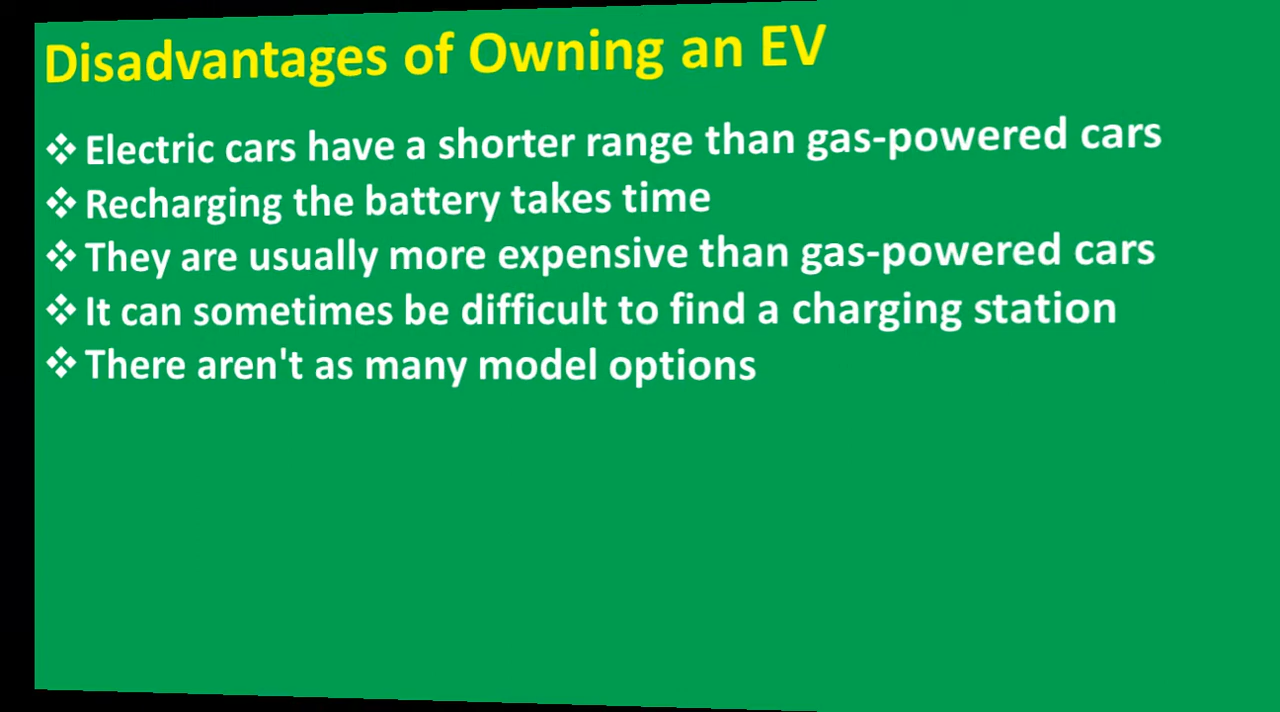 Disadvantages of Owning an EV
❖ Electric cars have a shorter range than gas-powered cars
❖ Recharging the battery takes time
❖ They are usually more expensive than gas-powered cars
❖ It can sometimes be difficult to find a charging station
❖ There aren't as many model options